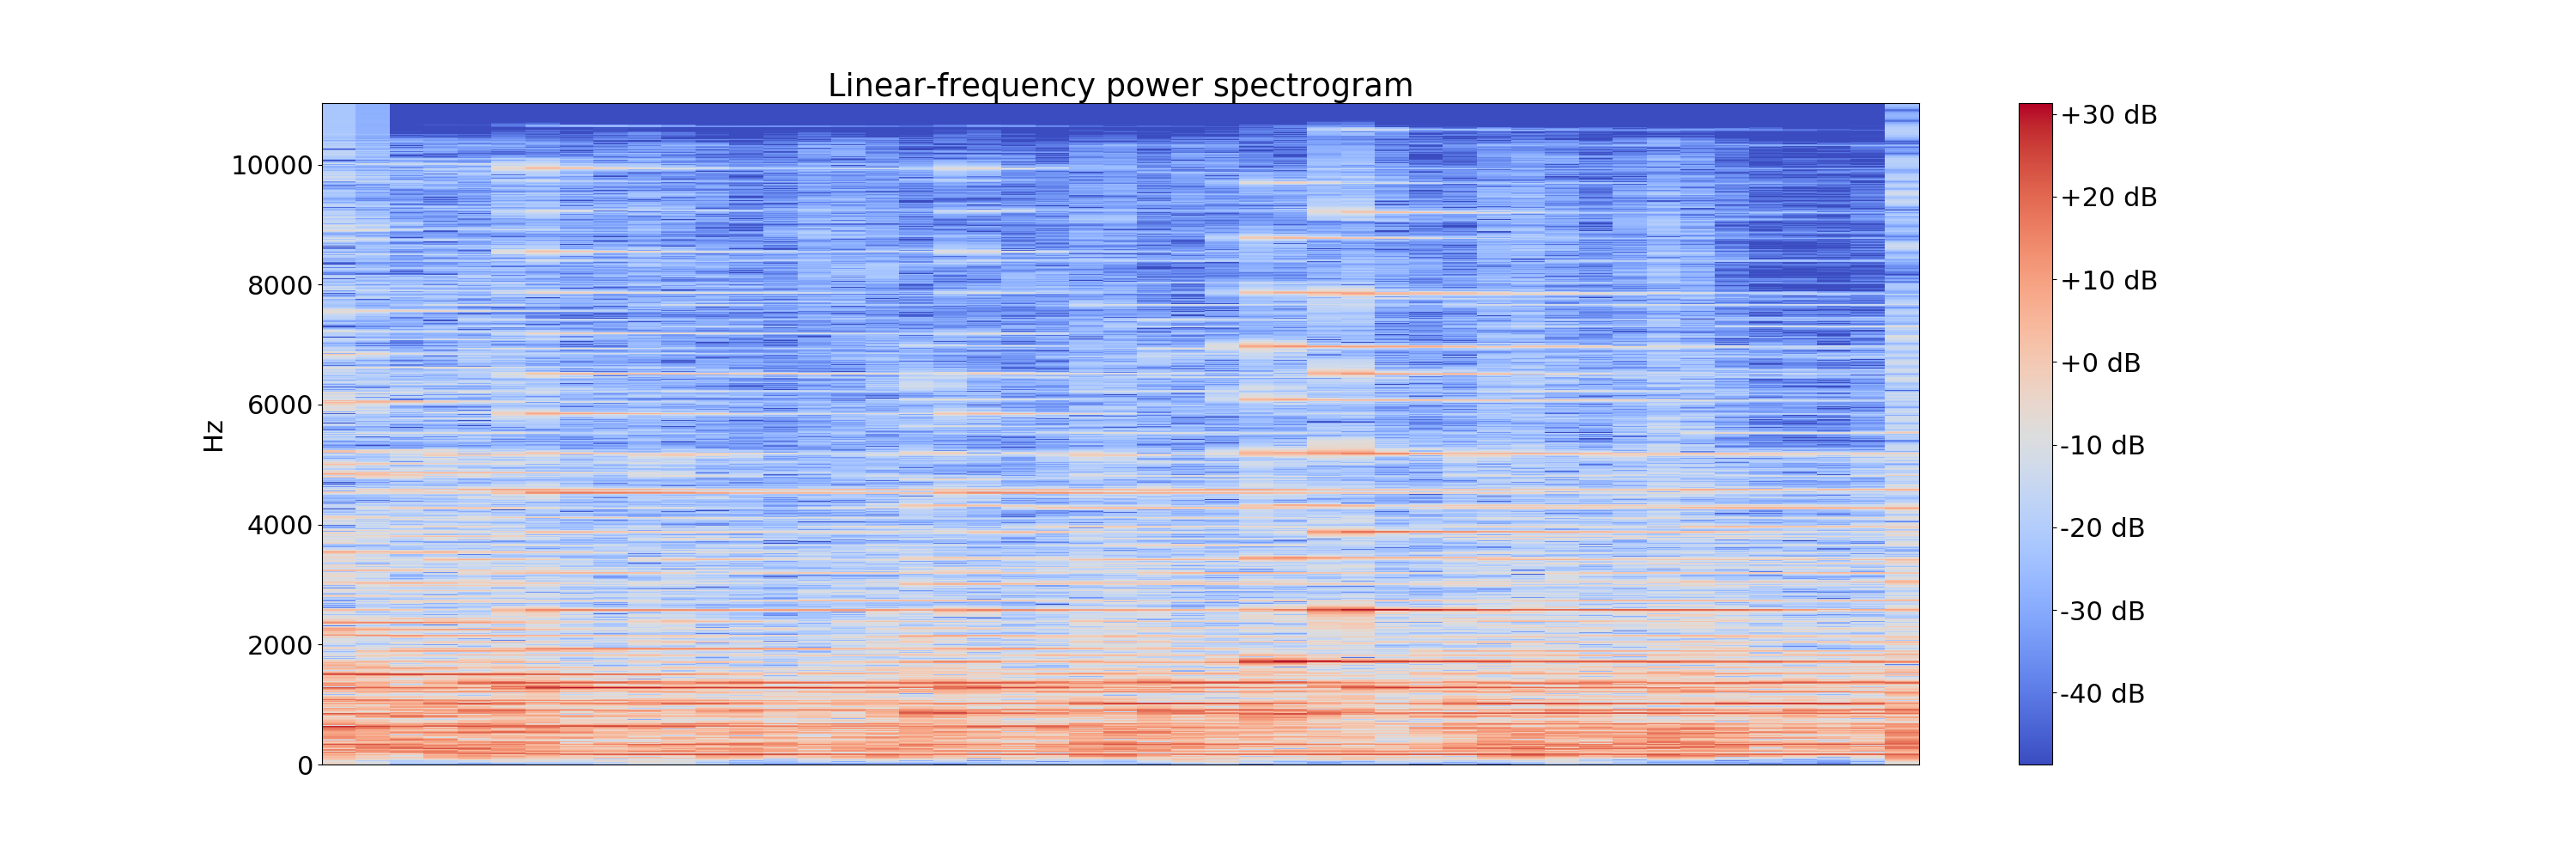 Linear-frequency power spectrogram
Hz
10000
8000
6000
4000
2000
0
+30 dB
+20 dB
+10 dB
+0 dB
-10 dB
-20 dB
-30 dB
-40 dB